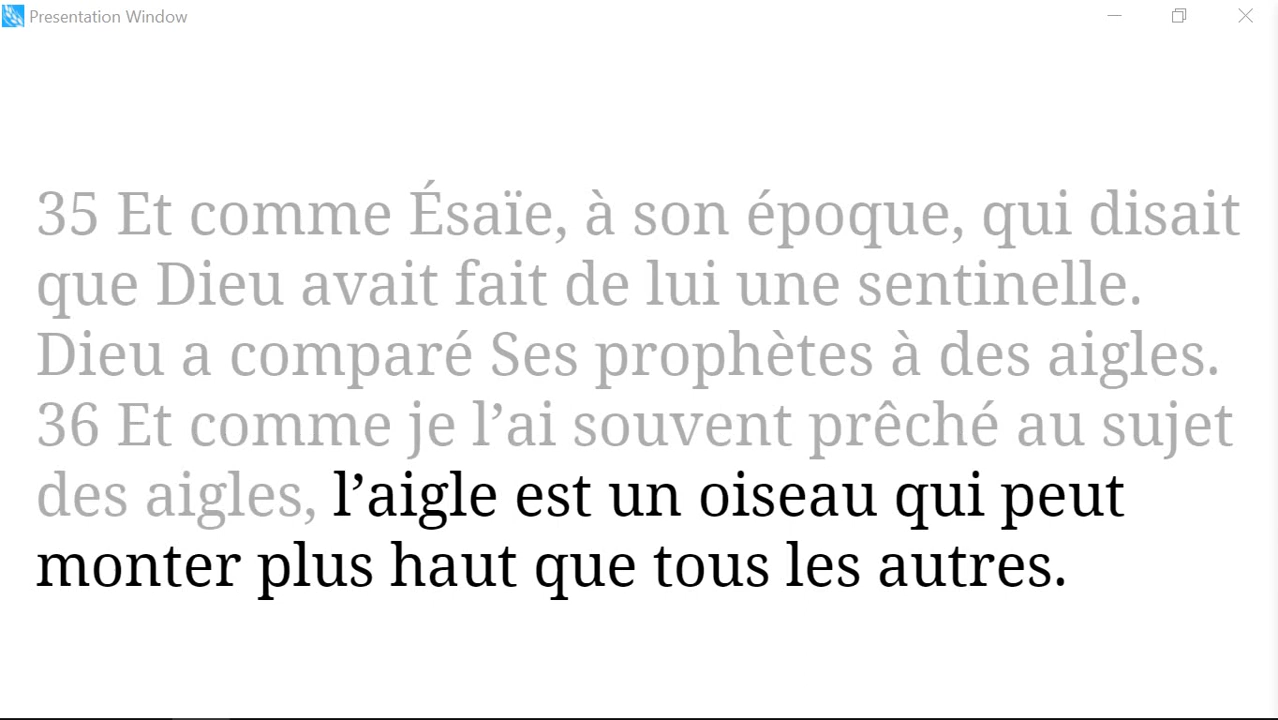 Presentation Window
35 Et comme Ésaïe, à son époque, qui disait
que Dieu avait fait de lui une sentinelle.
Dieu a comparé Ses prophètes à des aigles.
36 Et comme je l’ai souvent prêché au sujet
des aigles, l’aigle est un oiseau qui peut
monter plus haut que tous les autres.